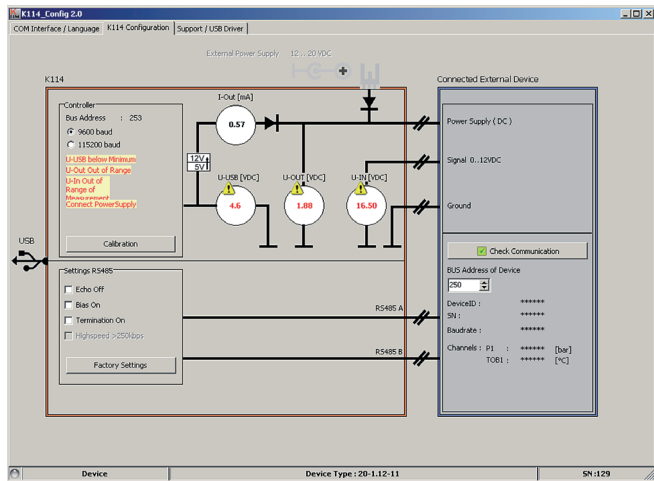 K114_Config 2.0
COM Interface / Language
K114 Configuration
Support / USB Driver
External Power Supply 12 .. 20 VDC
K114
Connected External Device
Controller
Bus Address : 253
9600 baud
115200 baud
U-USB below Minimum
U-Out Out of Range
U-In Out of
Range of
Measurement
Connect PowerSupply
Calibration
I-Out [mA]
0.57
12V
5V
U-USB [VDC]
4.6
U-OUT [VDC]
1.88
U-IN [VDC]
16.50
Power Supply ( DC )
Signal 0..12VDC
Ground
USB
Settings RS485
Echo Off
Bias On
Termination On
Highspeed >250kbps
Factory Settings
RS485 A
RS485 B
Check Communication
BUS Address of Device
250
DeviceID : ******
SN : ******
Baudrate : ******
Channels : P1 : ****** [bar]
TOB1 : ****** [°C]
Device
Device Type : 20-1.12-11
SN :129